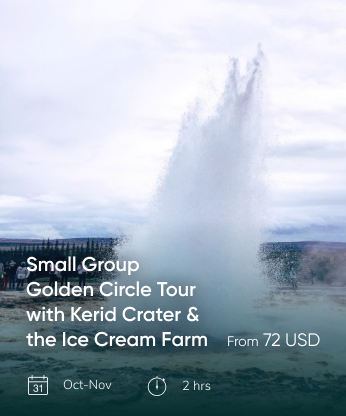 Small Group
Golden Circle Tour
with Kerid Crater &
the Ice Cream Farm From 72 USD
31 Oct-Nov 2 hrs